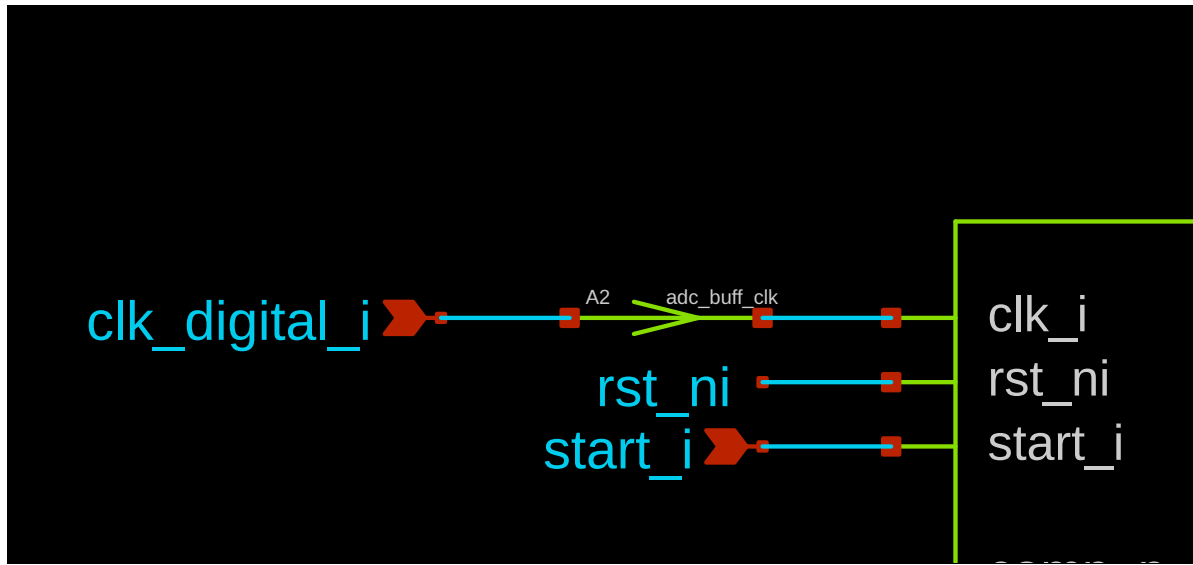 A2 adc_buff_clk
clk_digital_i clk_i
rst_ni rst_ni
start_i start_i